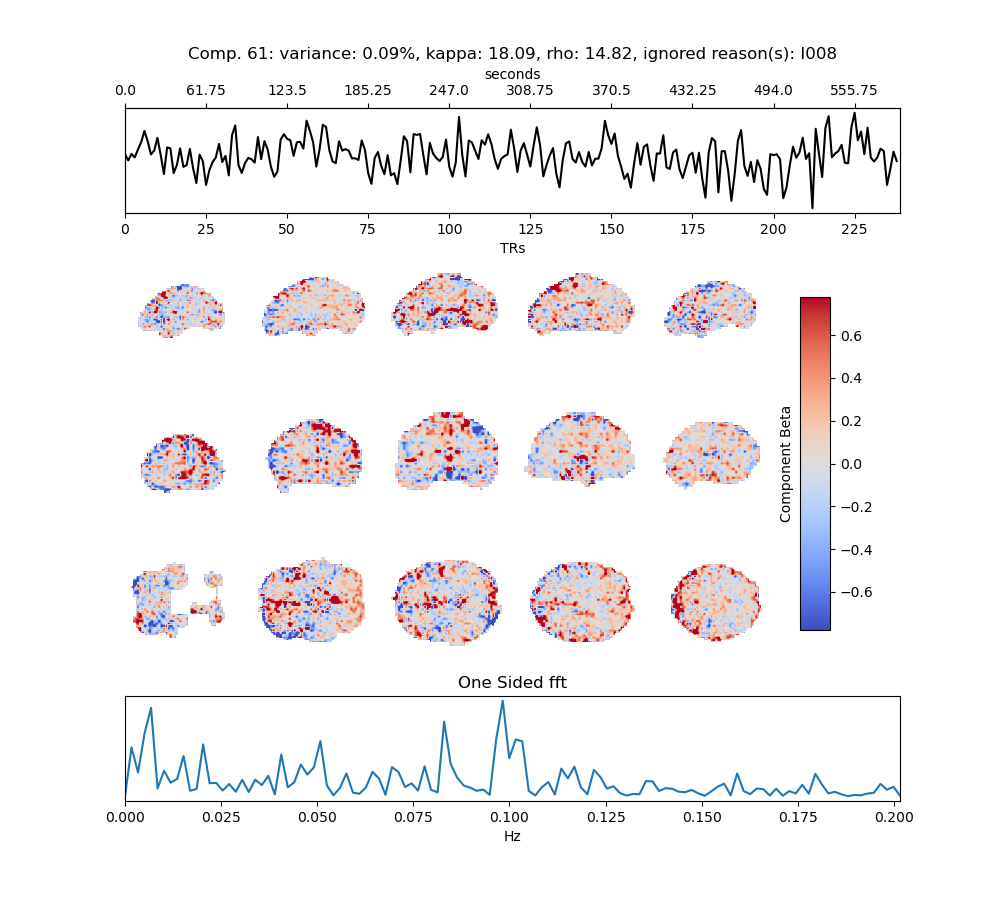 Comp. 61: variance: 0.09%, kappa: 18.09, rho: 14.82, ignored reason(s): I008
seconds
0.0 61.75 123.5 185.25 247.0 308.75 370.5 432.25 494.0 555.75
0 25 50 75 100 125 150 175 200 225
TRs
0.6
0.4
0.2
0.0
−0.2
−0.4
−0.6
Component Beta
One Sided fft
0.000 0.025 0.050 0.075 0.100 0.125 0.150 0.175 0.200
Hz